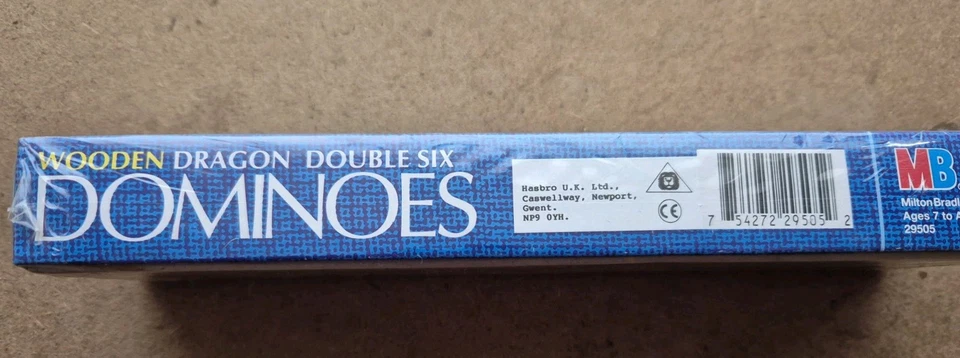 WOODEN DRAGON DOUBLE SIX
DOMINOES
Hasbro U.K. Ltd.,
Caswellway, Newport,
Gwent.
NP9 0YH.
CE
7 54272 29505 2
MB
Milton Bradl
Ages 7 to A
29505